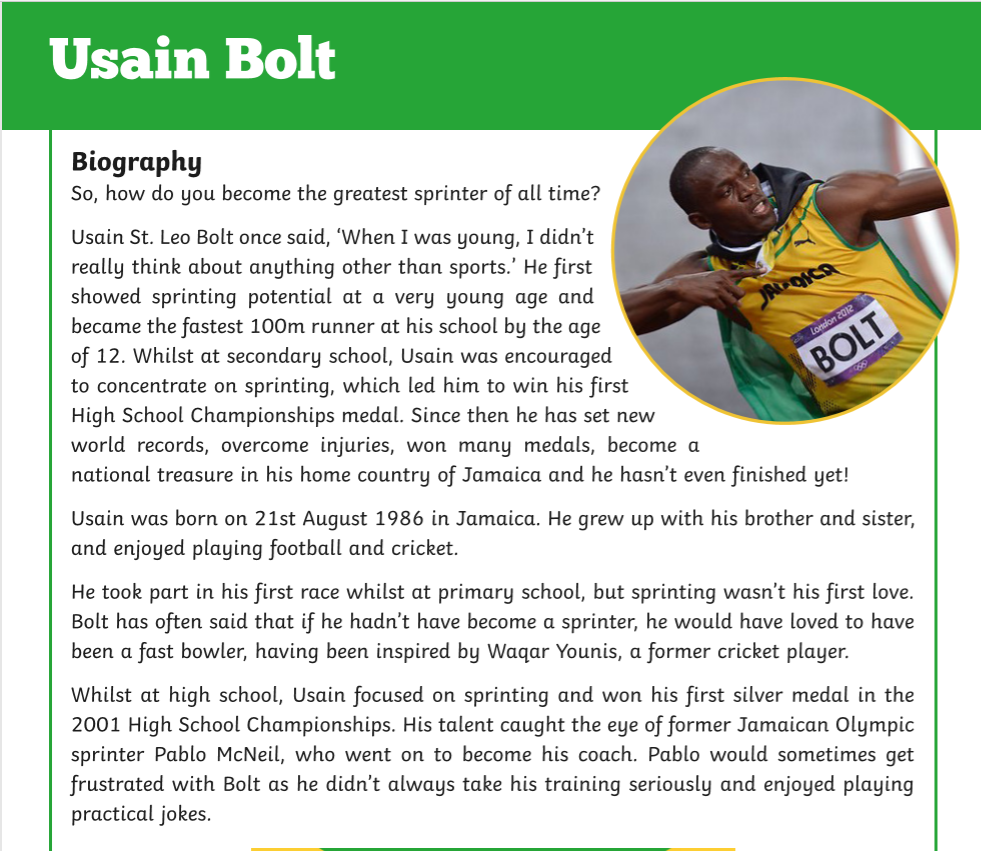 Usain Bolt
Biography
So, how do you become the greatest sprinter of all time?
Usain St. Leo Bolt once said, ‘When I was young, I didn’t
really think about anything other than sports.’ He first
showed sprinting potential at a very young age and
became the fastest 100m runner at his school by the age
of 12. Whilst at secondary school, Usain was encouraged
to concentrate on sprinting, which led him to win his first
High School Championships medal. Since then he has set new
world records, overcome injuries, won many medals, become a
national treasure in his home country of Jamaica and he hasn’t even finished yet!
Usain was born on 21st August 1986 in Jamaica. He grew up with his brother and sister,
and enjoyed playing football and cricket.
He took part in his first race whilst at primary school, but sprinting wasn’t his first love.
Bolt has often said that if he hadn’t have become a sprinter, he would have loved to have
been a fast bowler, having been inspired by Waqar Younis, a former cricket player.
Whilst at high school, Usain focused on sprinting and won his first silver medal in the
2001 High School Championships. His talent caught the eye of former Jamaican Olympic
sprinter Pablo McNeil, who went on to become his coach. Pablo would sometimes get
frustrated with Bolt as he didn’t always take his training seriously and enjoyed playing
practical jokes.
JAMAICA
London 2012
BOLT